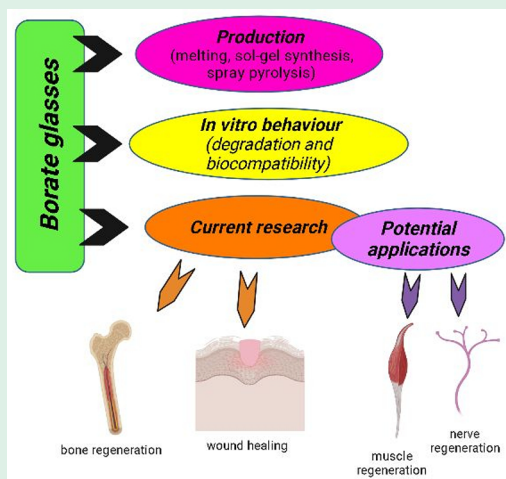 Borate glasses
Production
(melting, sol-gel synthesis,
spray pyrolysis)
In vitro behaviour
(degradation and
biocompatibility)
Current research
Potential
applications
bone regeneration
wound healing
muscle
regeneration
nerve
regeneration